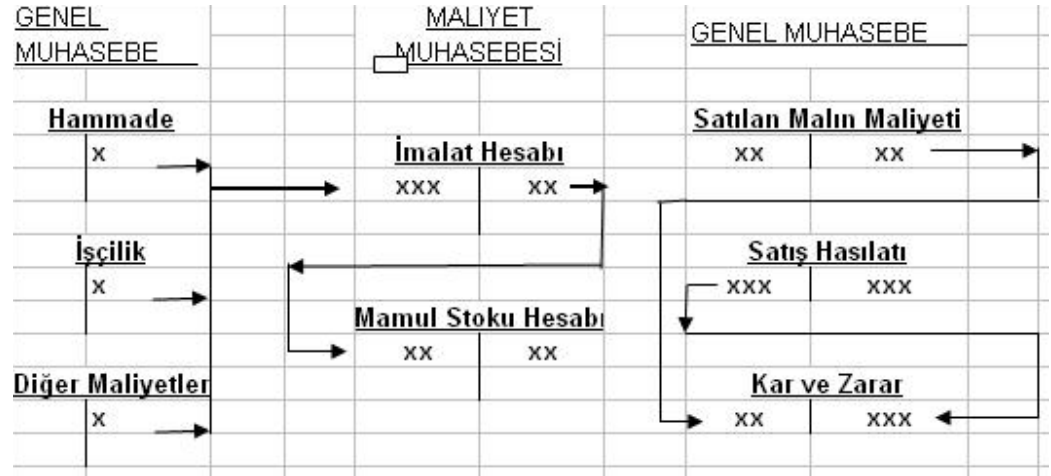 GENEL
MUHASEBE
MALIYET
MUHASEBESİ
GENEL MUHASEBE
Hammade
x
İmalat Hesabı
xxx xx
Satılan Malın Maliyeti
xx xx
İşçilik
x
Satış Hasılatı
xxx xxx
Mamul Stoku Hesabı
xx xx
Diğer Maliyetler
x
Kar ve Zarar
xx xxx